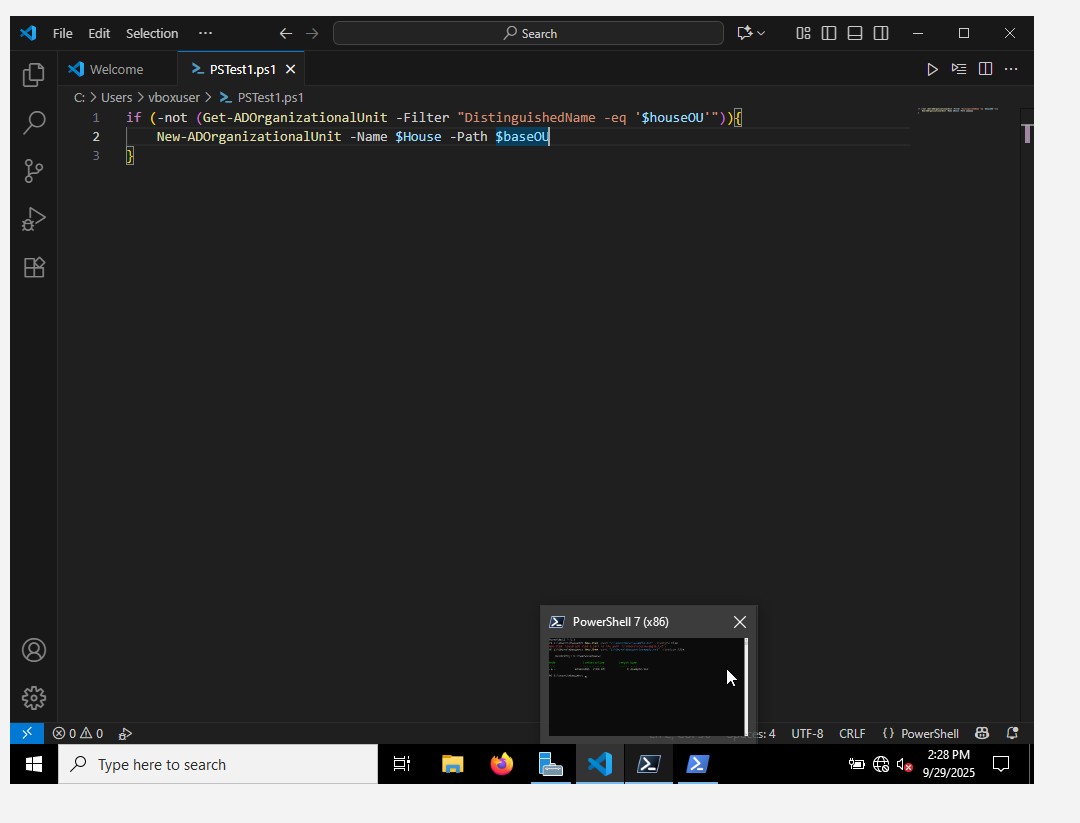 File Edit Selection ··· Search
Welcome PSTest1.ps1
C: > Users > vboxuser > PSTest1.ps1
1 if (-not (Get-ADOrganizationalUnit -Filter "DistinguishedName -eq '$houseOU'")){
2 New-ADOrganizationalUnit -Name $House -Path $baseOU
3 }
PowerShell 7 (x86)
0 0 4 UTF-8 CRLF { } PowerShell
Type here to search
2:28 PM
9/29/2025